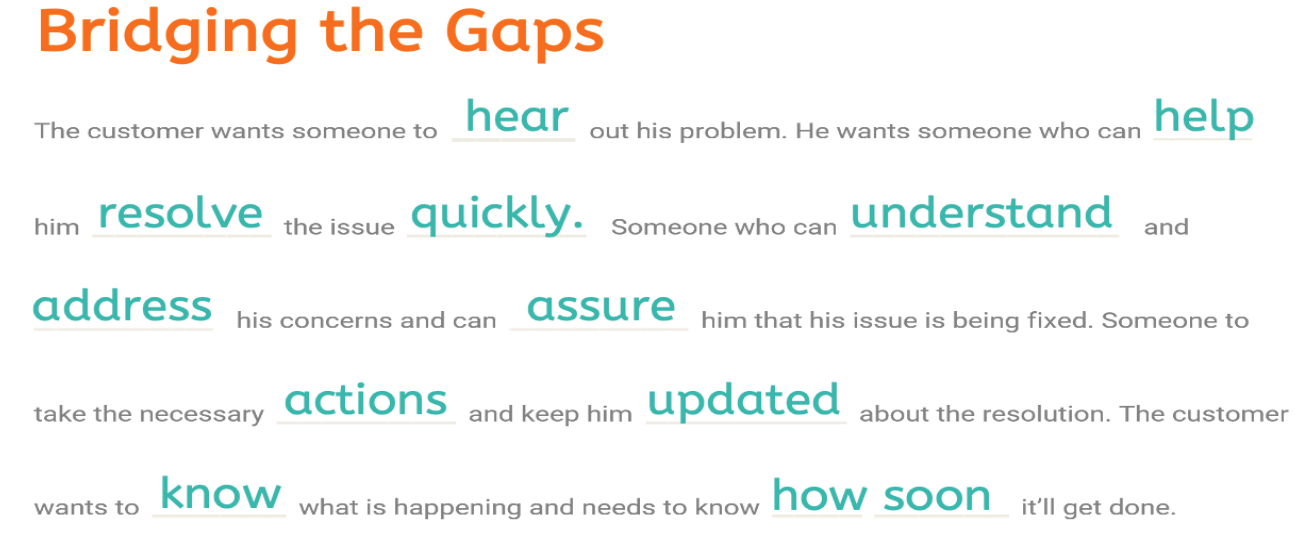 Bridging the Gaps
The customer wants someone to hear out his problem. He wants someone who can help
him resolve the issue quickly. Someone who can understand and
address his concerns and can assure him that his issue is being fixed. Someone to
take the necessary actions and keep him updated about the resolution. The customer
wants to know what is happening and needs to know how soon it’ll get done.